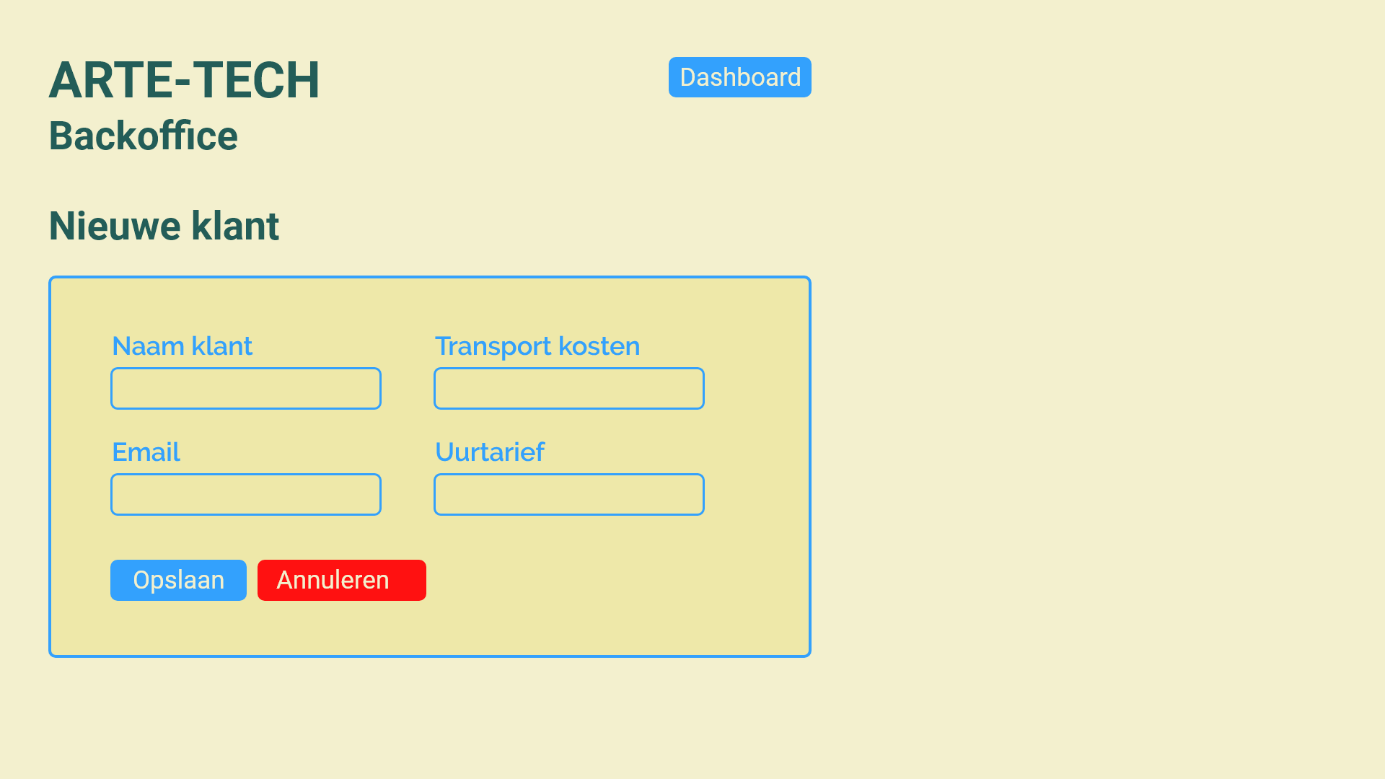 ARTE-TECH
Dashboard
Backoffice
Nieuwe klant
Naam klant
Transport kosten
Email
Uurtarief
Opslaan
Annuleren